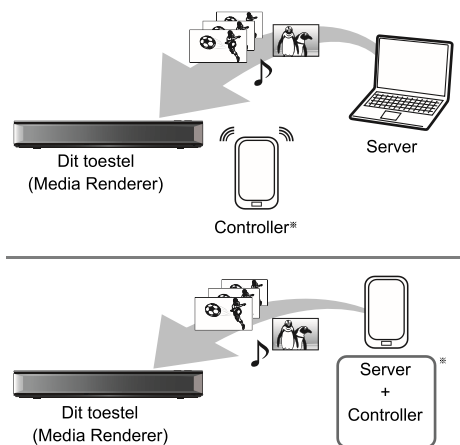 Server
Dit toestel
(Media Renderer)
Controller※
Server
+
Controller
※
Dit toestel
(Media Renderer)